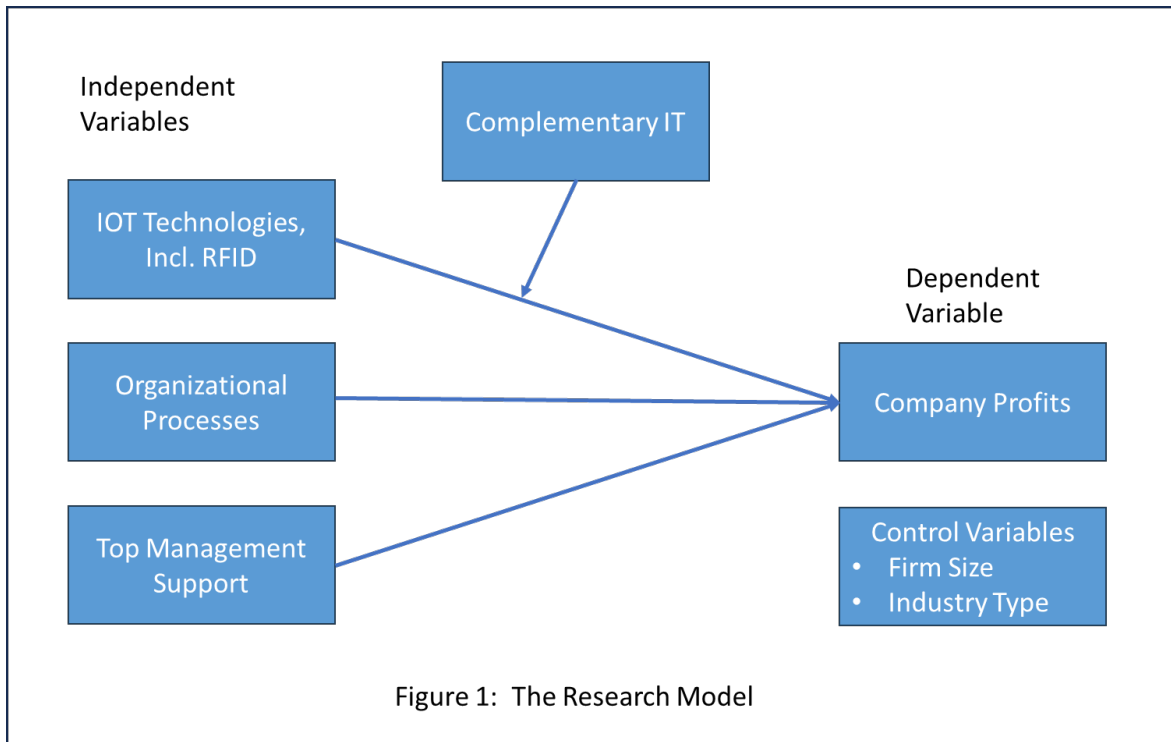 Independent
Variables
Complementary IT
IOT Technologies,
Incl. RFID
Organizational
Processes
Top Management
Support
Dependent
Variable
Company Profits
Control Variables
• Firm Size
• Industry Type
Figure 1: The Research Model